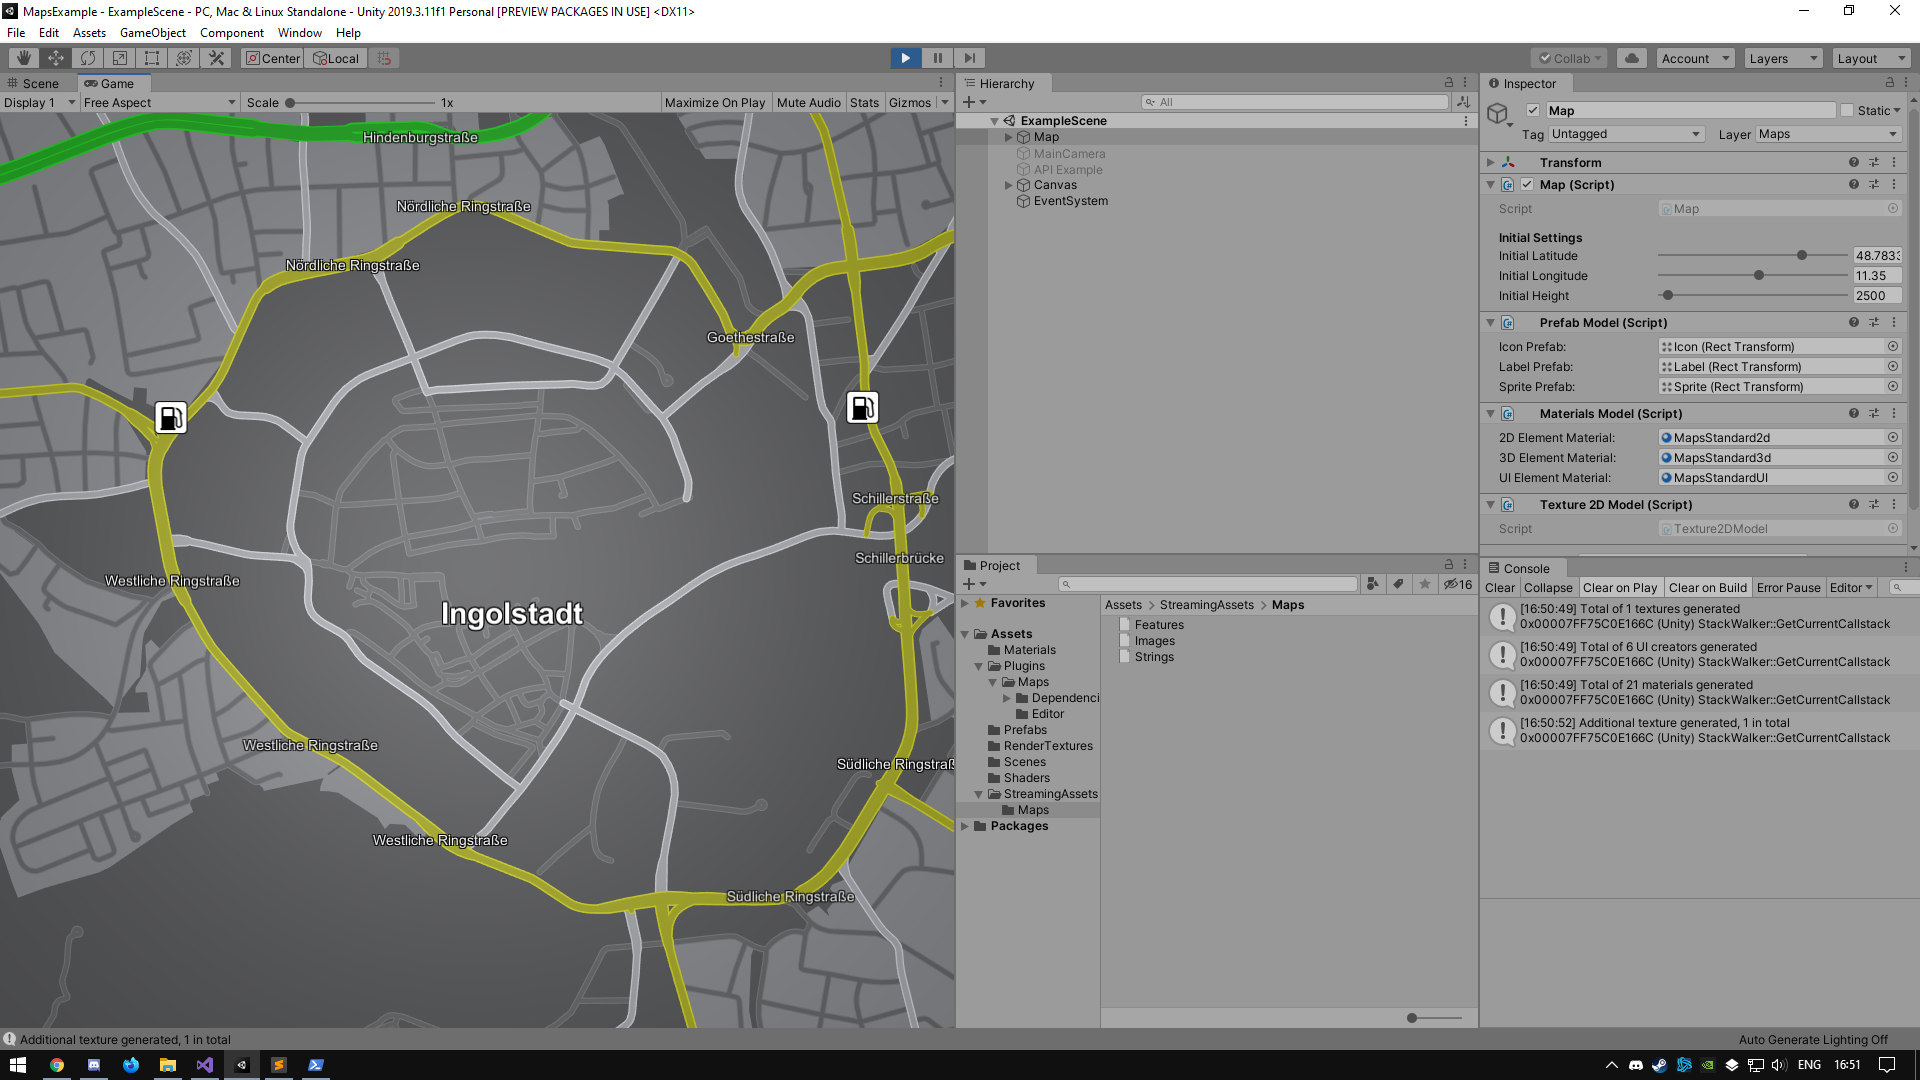 MapsExample - ExampleScene - PC, Mac & Linux Standalone - Unity 2019.3.11f1 Personal [PREVIEW PACKAGES IN USE] <DX11>
File Edit Assets GameObject Component Window Help
Center Local Collab Account Layers Layout
Scene Game
Display 1 Free Aspect Scale 1x Maximize On Play Mute Audio Stats Gizmos
Hindenburgstraße
Nördliche Ringstraße
Nördliche Ringstraße
Goethestraße
Schillerstraße
Schillerbrücke
Westliche Ringstraße
Ingolstadt
Westliche Ringstraße
Südliche Ringstraß
Westliche Ringstraße
Südliche Ringstraße
Hierarchy
All
ExampleScene
Map
MainCamera
API Example
Canvas
EventSystem
Project
16
Favorites
Assets
Materials
Plugins
Maps
Dependenci
Editor
Prefabs
RenderTextures
Scenes
Shaders
StreamingAssets
Maps
Packages
Assets > StreamingAssets > Maps
Features
Images
Strings
Inspector
Map Static
Tag Untagged Layer Maps
Transform
Map (Script)
Script Map
Initial Settings
Initial Latitude 48.7833
Initial Longitude 11.35
Initial Height 2500
Prefab Model (Script)
Icon Prefab: Icon (Rect Transform)
Label Prefab: Label (Rect Transform)
Sprite Prefab: Sprite (Rect Transform)
Materials Model (Script)
2D Element Material: MapsStandard2d
3D Element Material: MapsStandard3d
UI Element Material: MapsStandardUI
Texture 2D Model (Script)
Script Texture2DModel
Console
Clear Collapse Clear on Play Clear on Build Error Pause Editor
[16:50:49] Total of 1 textures generated
0x00007FF75C0E166C (Unity) StackWalker::GetCurrentCallstack
[16:50:49] Total of 6 UI creators generated
0x00007FF75C0E166C (Unity) StackWalker::GetCurrentCallstack
[16:50:49] Total of 21 materials generated
0x00007FF75C0E166C (Unity) StackWalker::GetCurrentCallstack
[16:50:52] Additional texture generated, 1 in total
0x00007FF75C0E166C (Unity) StackWalker::GetCurrentCallstack
Additional texture generated, 1 in total Auto Generate Lighting Off
ENG 16:51